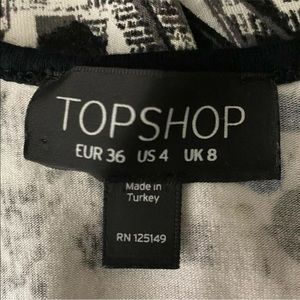 TOPSHOP
EUR 36 US 4 UK 8
Made in
Turkey
RN 125149